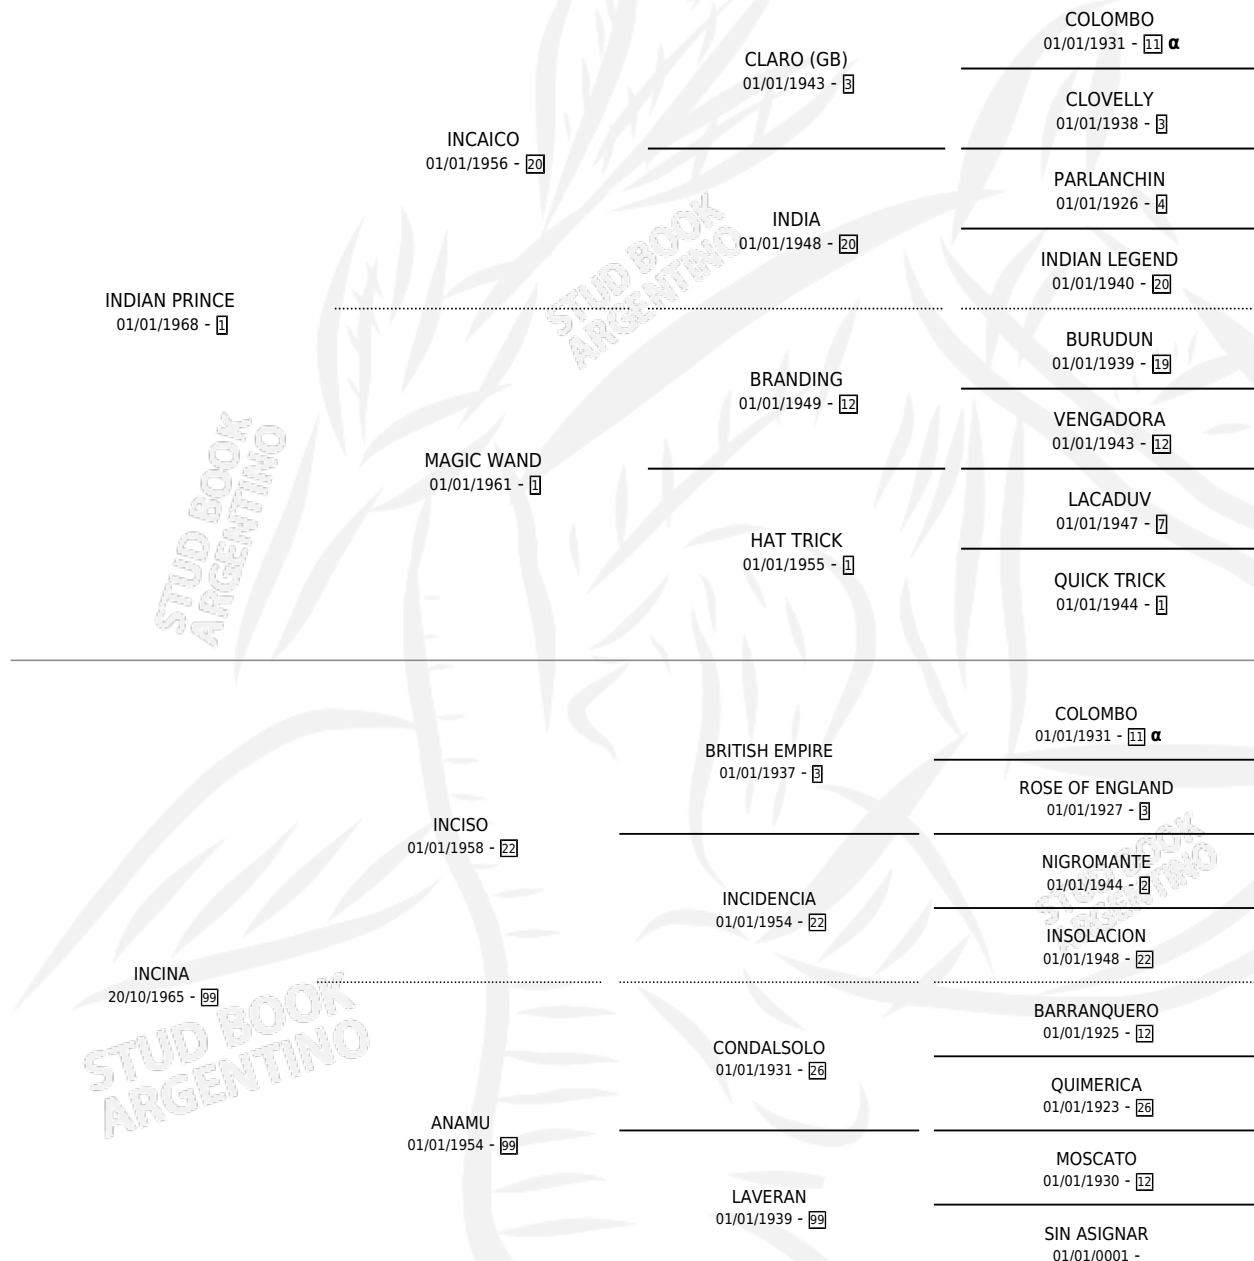 COLOMBO
01/01/1931 - 11 α
CLARO (GB)
01/01/1943 - 3
CLOVELLY
01/01/1938 - 3
INCAICO
01/01/1956 - 20
PARLANCHIN
01/01/1926 - 4
INDIA
01/01/1948 - 20
INDIAN LEGEND
01/01/1940 - 20
INDIAN PRINCE
01/01/1968 - 1
BURUDUN
01/01/1939 - 19
BRANDING
01/01/1949 - 12
VENGADORA
01/01/1943 - 12
MAGIC WAND
01/01/1961 - 1
LACADUV
01/01/1947 - 7
HAT TRICK
01/01/1955 - 1
QUICK TRICK
01/01/1944 - 1
STUD BOOK
ARGENTINO
STUD BOOK
ARGENTINO
COLOMBO
01/01/1931 - 11 α
BRITISH EMPIRE
01/01/1937 - 3
ROSE OF ENGLAND
01/01/1927 - 3
INCISO
01/01/1958 - 22
NIGROMANTE
01/01/1944 - 2
INCIDENCIA
01/01/1954 - 22
INSOLACION
01/01/1948 - 22
INCINA
20/10/1965 - 99
BARRANQUERO
01/01/1925 - 12
CONDALSOLO
01/01/1931 - 26
QUIMERICA
01/01/1923 - 26
ANAMU
01/01/1954 - 99
MOSCATO
01/01/1930 - 12
LAVERAN
01/01/1939 - 99
SIN ASIGNAR
01/01/0001 -
STUD BOOK
ARGENTINO
STUD BOOK
ARGENTINO